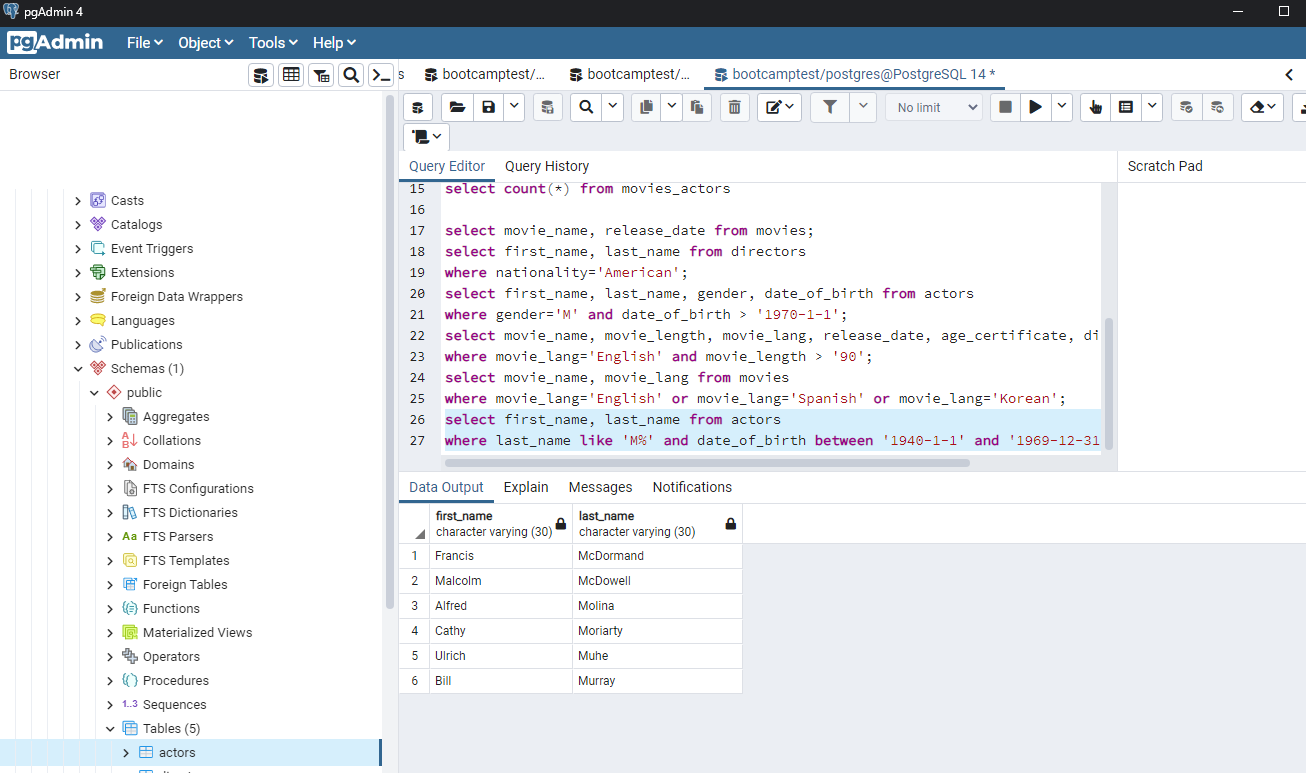 pgAdmin 4
pgAdmin File Object Tools Help
Browser
s bootcamptest/... bootcamptest/... bootcamptest/postgres@PostgreSQL 14 *
No limit
Query Editor Query History
Scratch Pad
15 select count(*) from movies_actors
16
17 select movie_name, release_date from movies;
18 select first_name, last_name from directors
19 where nationality='American';
20 select first_name, last_name, gender, date_of_birth from actors
21 where gender='M' and date_of_birth > '1970-1-1';
22 select movie_name, movie_length, movie_lang, release_date, age_certificate, di
23 where movie_lang='English' and movie_length > '90';
24 select movie_name, movie_lang from movies
25 where movie_lang='English' or movie_lang='Spanish' or movie_lang='Korean';
26 select first_name, last_name from actors
27 where last_name like 'M%' and date_of_birth between '1940-1-1' and '1969-12-31
Casts
Catalogs
Event Triggers
Extensions
Foreign Data Wrappers
Languages
Publications
Schemas (1)
public
Aggregates
Collations
Domains
FTS Configurations
FTS Dictionaries
Aa FTS Parsers
FTS Templates
Foreign Tables
Functions
Materialized Views
Operators
Procedures
1..3 Sequences
Tables (5)
actors
Data Output Explain Messages Notifications
first_name last_name
character varying (30) character varying (30)
1 Francis McDormand
2 Malcolm McDowell
3 Alfred Molina
4 Cathy Moriarty
5 Ulrich Muhe
6 Bill Murray